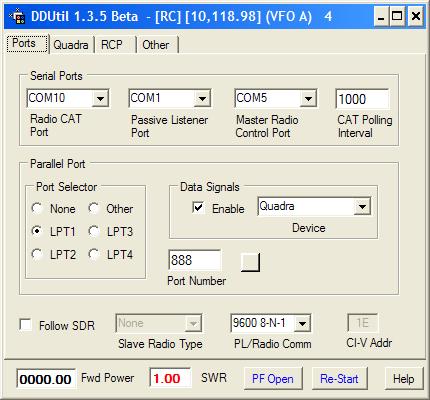 DDUtil 1.3.5 Beta - [RC] [10,118.98] (VFO A) 4
Ports Quadra RCP Other
Serial Ports
COM10 COM1 COM5 1000
Radio CAT Port
Passive Listener Port
Master Radio Control Port
CAT Polling Interval
Parallel Port
Port Selector
None Other
LPT1 LPT3
LPT2 LPT4
Data Signals
Enable Quadra
Device
888
Port Number
Follow SDR None 9600 8-N-1 1E
Slave Radio Type PL/Radio Comm CI-V Addr
0000.00 Fwd Power 1.00 SWR PF Open Re-Start Help